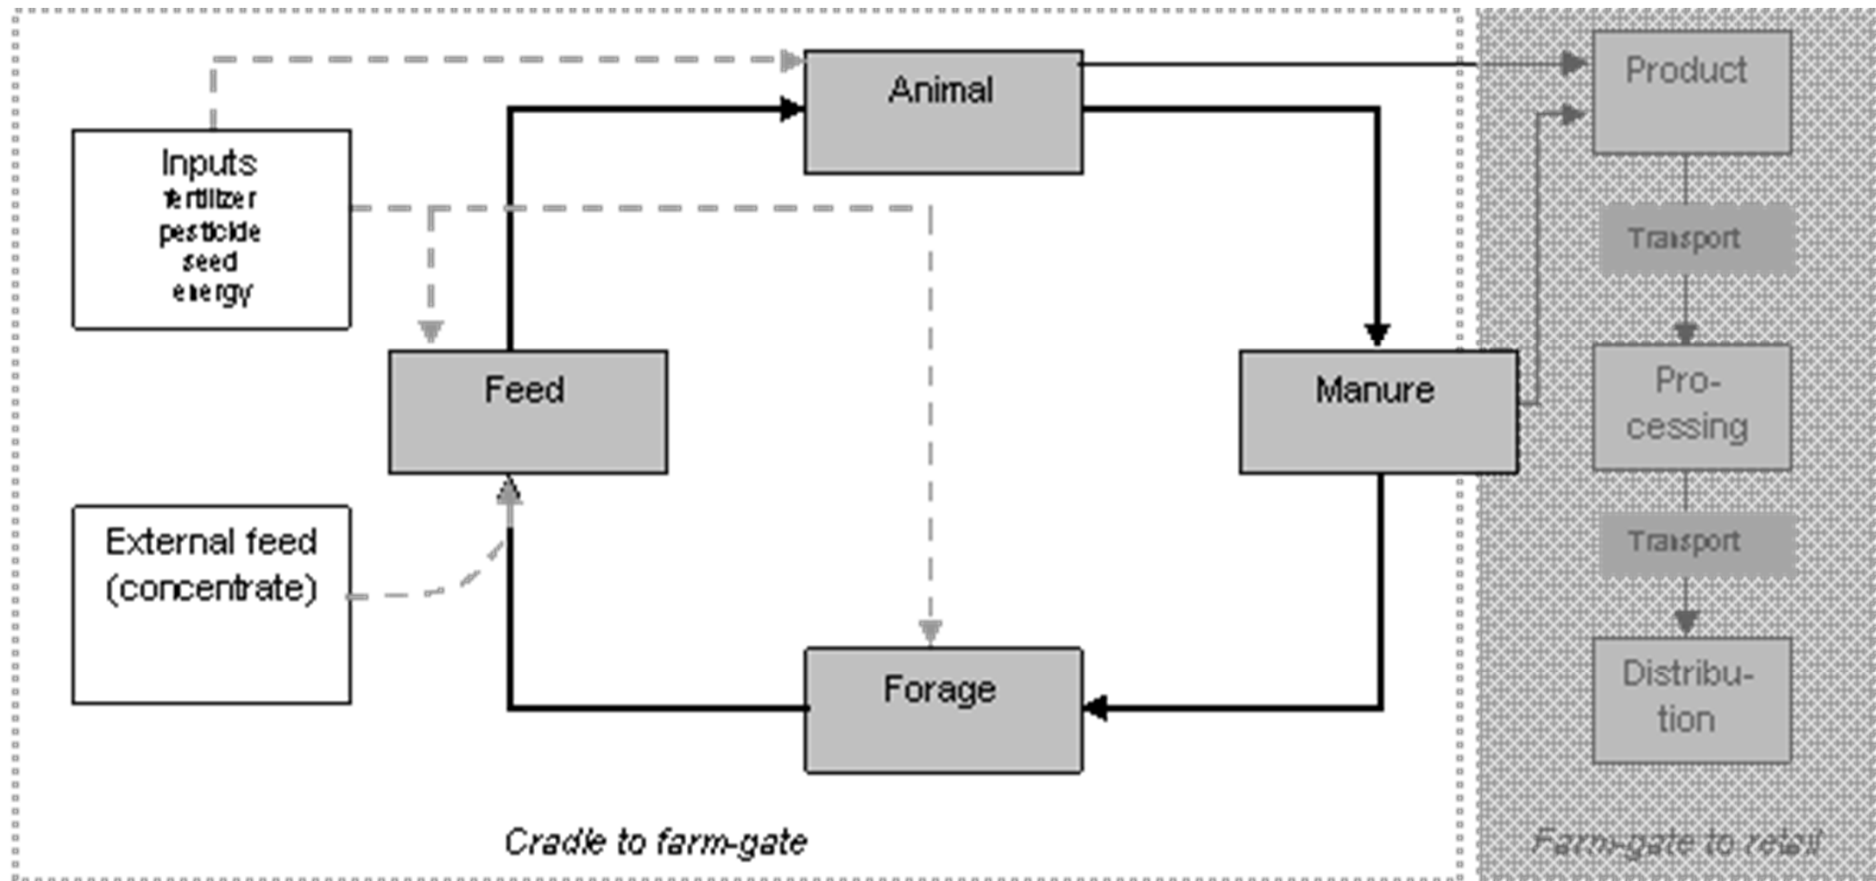 Animal
Product
Inputs
fertilizer
pesticide
seed
energy
Transport
Feed
Manure
Pro-
cessing
External feed
(concentrate)
Transport
Forage
Distribu-
tion
Cradle to farm-gate
Farm-gate to retail